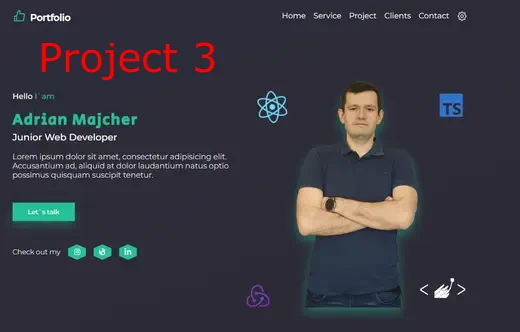 Portfolio
Home Service Project Clients Contact
Project 3
Hello I`am
Adrian Majcher
Junior Web Developer
Lorem ipsum dolor sit amet, consectetur adipisicing elit.
Accusantium ad, aliquid at dolor laudantium natus optio
possimus quisquam suscipit tenetur.
Let`s talk
Check out my
in
TS